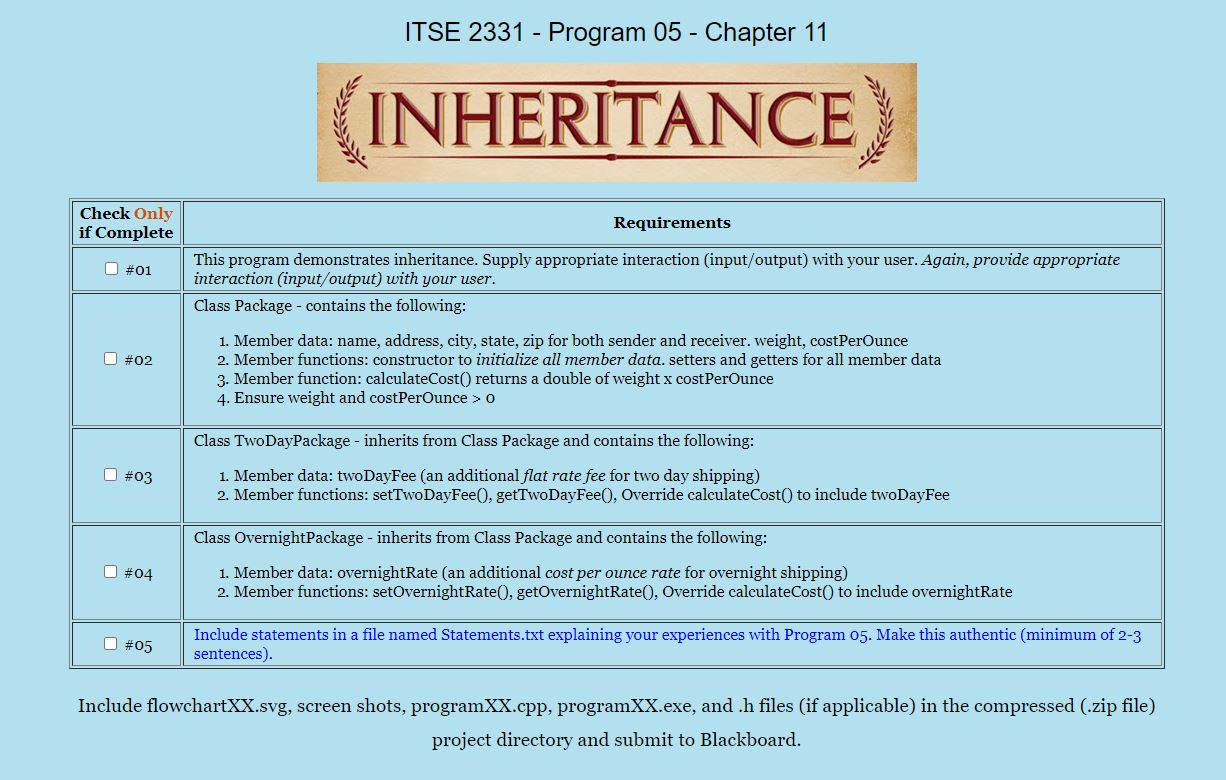 ITSE 2331 - Program 05 - Chapter 11
INHERITANCE
Check Only
if Complete
Requirements
#01
This program demonstrates inheritance. Supply appropriate interaction (input/output) with your user. Again, provide appropriate
interaction (input/output) with your user.
#02
Class Package - contains the following:
1. Member data: name, address, city, state, zip for both sender and receiver. weight, costPerOunce
2. Member functions: constructor to initialize all member data. setters and getters for all member data
3. Member function: calculateCost() returns a double of weight x costPerOunce
4. Ensure weight and costPerOunce > 0
#03
Class TwoDayPackage - inherits from Class Package and contains the following:
1. Member data: twoDayFee (an additional flat rate fee for two day shipping)
2. Member functions: setTwoDayFee(), getTwoDayFee(), Override calculateCost() to include twoDayFee
#04
Class OvernightPackage - inherits from Class Package and contains the following:
1. Member data: overnightRate (an additional cost per ounce rate for overnight shipping)
2. Member functions: setOvernightRate(), getOvernightRate(), Override calculateCost() to include overnightRate
#05
Include statements in a file named Statements.txt explaining your experiences with Program 05. Make this authentic (minimum of 2-3
sentences).
Include flowchartXX.svg, screen shots, programXX.cpp, programXX.exe, and .h files (if applicable) in the compressed (.zip file)
project directory and submit to Blackboard.